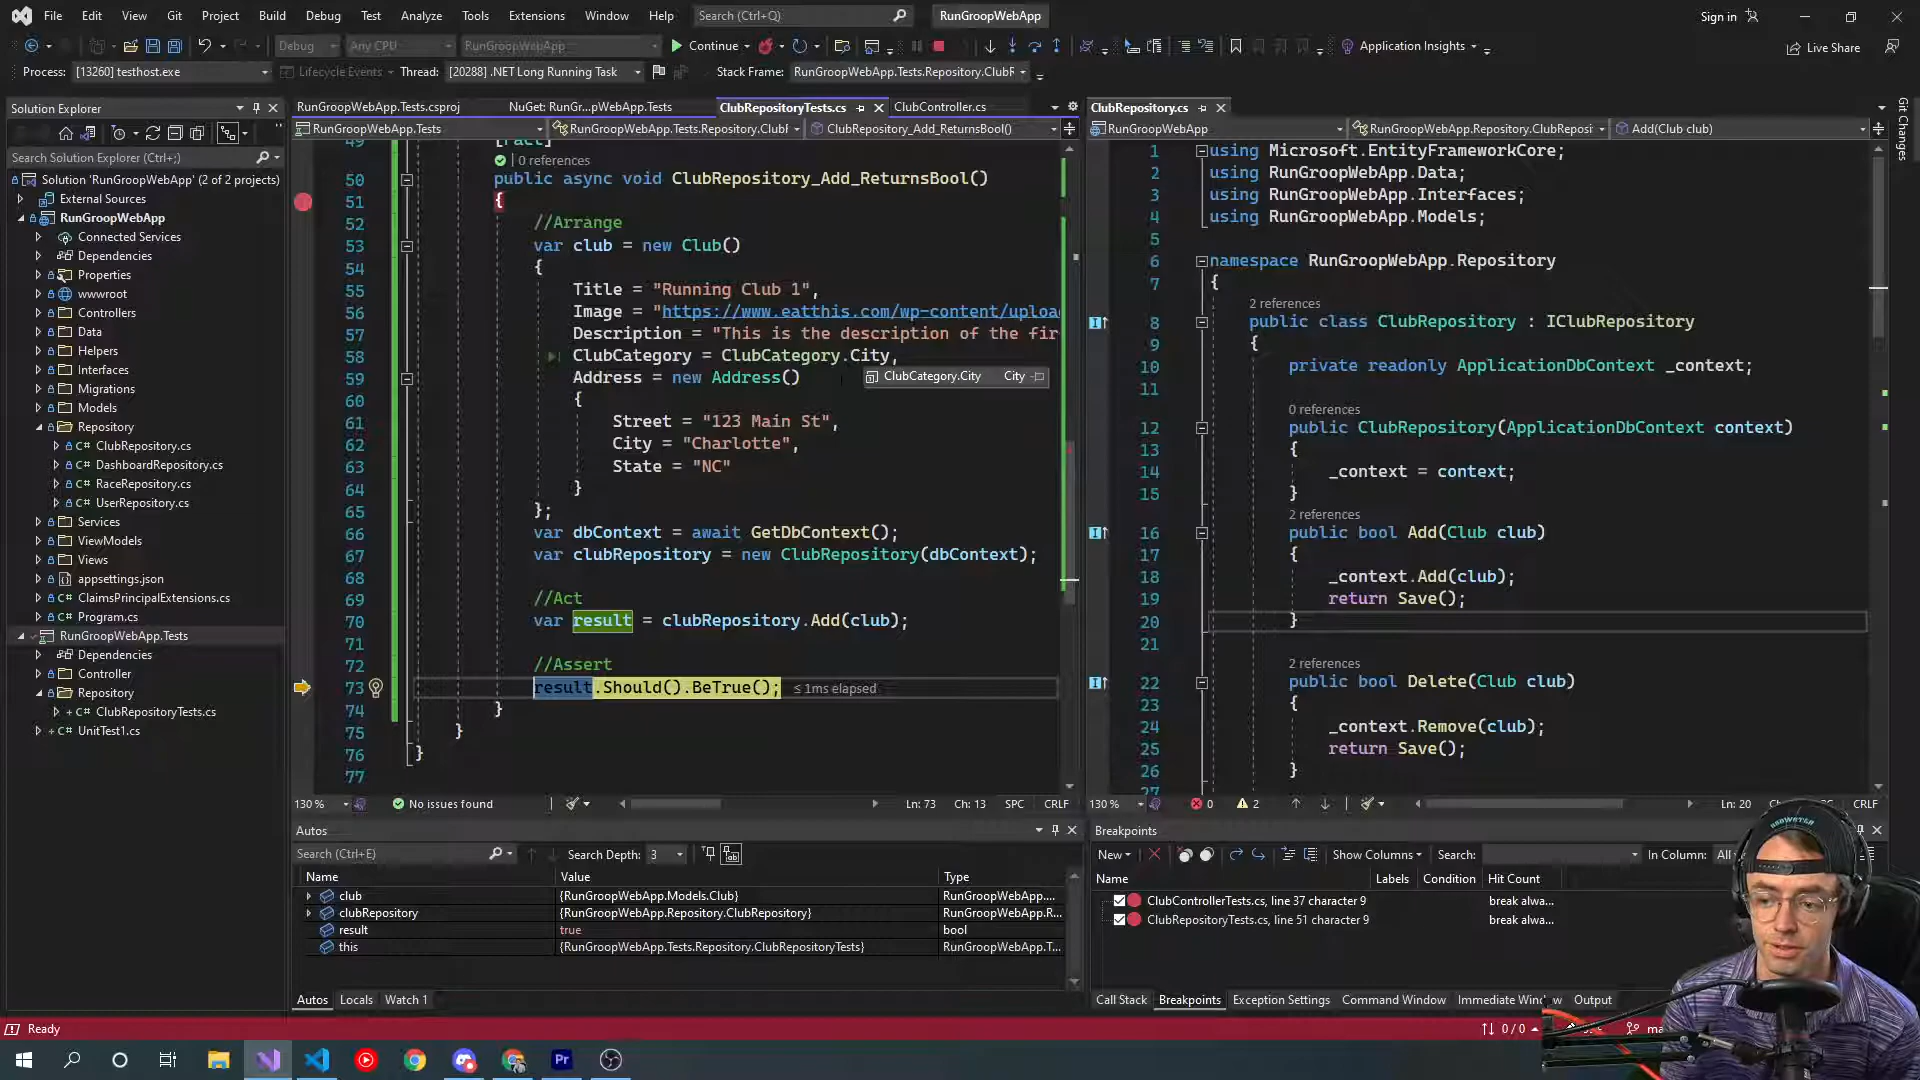 File Edit View Git Project Build Debug Test Analyze Tools Extensions Window Help Search (Ctrl+Q) RunGroopWebApp Sign in
Debug Any CPU RunGroopWebApp Continue Application Insights Live Share
Process: [13260] testhost.exe Lifecycle Events Thread: [20288] .NET Long Running Task Stack Frame: RunGroopWebApp.Tests.Repository.ClubR
Solution Explorer
Search Solution Explorer (Ctrl+;)
Solution 'RunGroopWebApp' (2 of 2 projects)
External Sources
RunGroopWebApp
Connected Services
Dependencies
Properties
wwwroot
Controllers
Data
Helpers
Interfaces
Migrations
Models
Repository
C# ClubRepository.cs
C# DashboardRepository.cs
C# RaceRepository.cs
C# UserRepository.cs
Services
ViewModels
Views
appsettings.json
C# ClaimsPrincipalExtensions.cs
C# Program.cs
RunGroopWebApp.Tests
Dependencies
Controller
Repository
+ C# ClubRepositoryTests.cs
+ C# UnitTest1.cs
RunGroopWebApp.Tests.csproj NuGet: RunGr...pWebApp.Tests ClubRepositoryTests.cs ClubController.cs
RunGroopWebApp.Tests RunGroopWebApp.Tests.Repository.Clubl ClubRepository_Add_ReturnsBool()
49 [Fact]
0 references
50 public async void ClubRepository_Add_ReturnsBool()
51 {
52 //Arrange
53 var club = new Club()
54 {
55 Title = "Running Club 1",
56 Image = "https://www.eatthis.com/wp-content/uploa
57 Description = "This is the description of the fir
58 ClubCategory = ClubCategory.City,
59 Address = new Address()
ClubCategory.City City
60 {
61 Street = "123 Main St",
62 City = "Charlotte",
63 State = "NC"
64 }
65 };
66 var dbContext = await GetDbContext();
67 var clubRepository = new ClubRepository(dbContext);
68
69 //Act
70 var result = clubRepository.Add(club);
71
72 //Assert
73 result.Should().BeTrue(); ≤ 1ms elapsed
74 }
75 }
76 }
77
130 % No issues found Ln: 73 Ch: 13 SPC CRLF
ClubRepository.cs
RunGroopWebApp RunGroopWebApp.Repository.ClubReposi Add(Club club)
1 using Microsoft.EntityFrameworkCore;
2 using RunGroopWebApp.Data;
3 using RunGroopWebApp.Interfaces;
4 using RunGroopWebApp.Models;
5
6 namespace RunGroopWebApp.Repository
7 {
2 references
8 public class ClubRepository : IClubRepository
9 {
10 private readonly ApplicationDbContext _context;
11
0 references
12 public ClubRepository(ApplicationDbContext context)
13 {
14 _context = context;
15 }
2 references
16 public bool Add(Club club)
17 {
18 _context.Add(club);
19 return Save();
20 }
21
2 references
22 public bool Delete(Club club)
23 {
24 _context.Remove(club);
25 return Save();
26 }
27
130 % 0 2 Ln: 20 CRLF
Git Changes
Autos
Search (Ctrl+E) Search Depth: 3
Name Value Type
club {RunGroopWebApp.Models.Club} RunGroopWebApp....
clubRepository {RunGroopWebApp.Repository.ClubRepository} RunGroopWebApp.R...
result true bool
this {RunGroopWebApp.Tests.Repository.ClubRepositoryTests} RunGroopWebApp.T...
Autos Locals Watch 1
Breakpoints
New Show Columns Search: In Column:
Name Labels Condition Hit Count
ClubControllerTests.cs, line 37 character 9 break alwa...
ClubRepositoryTests.cs, line 51 character 9 break alwa...
Call Stack Breakpoints Exception Settings Command Window Immediate Window Output
Ready 0 / 0
Pr